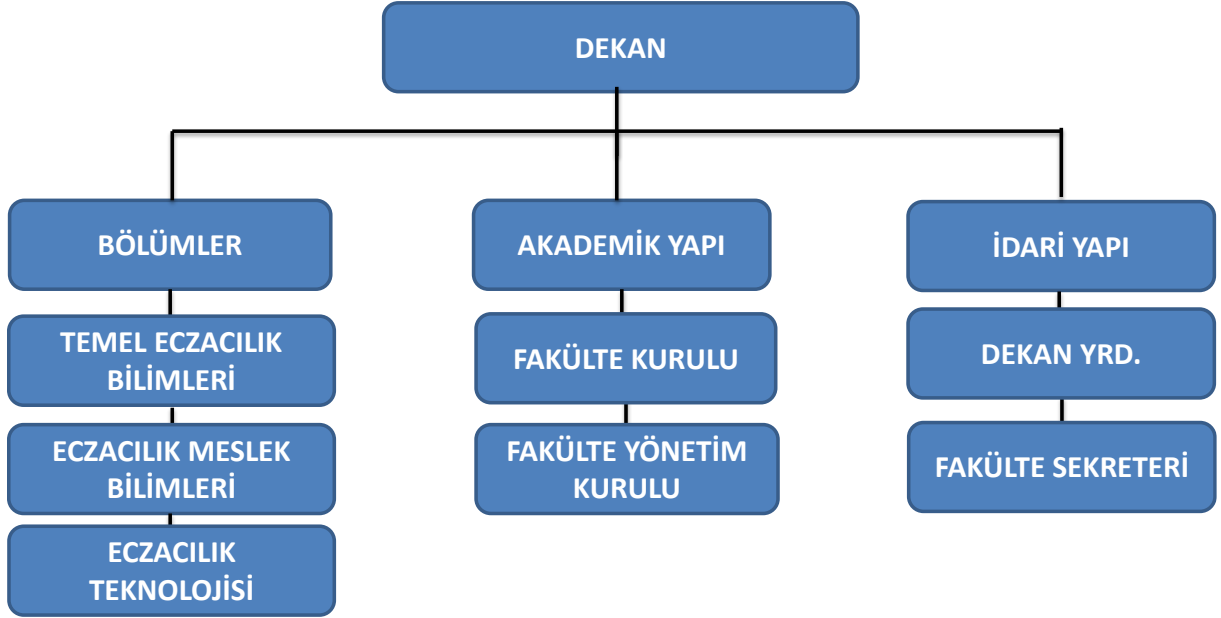 DEKAN
BÖLÜMLER
TEMEL ECZACILIK
BİLİMLERİ
ECZACILIK MESLEK
BİLİMLERİ
ECZACILIK
TEKNOLOJİSİ
AKADEMİK YAPI
FAKÜLTE KURULU
FAKÜLTE YÖNETİM
KURULU
İDARİ YAPI
DEKAN YRD.
FAKÜLTE SEKRETERİ